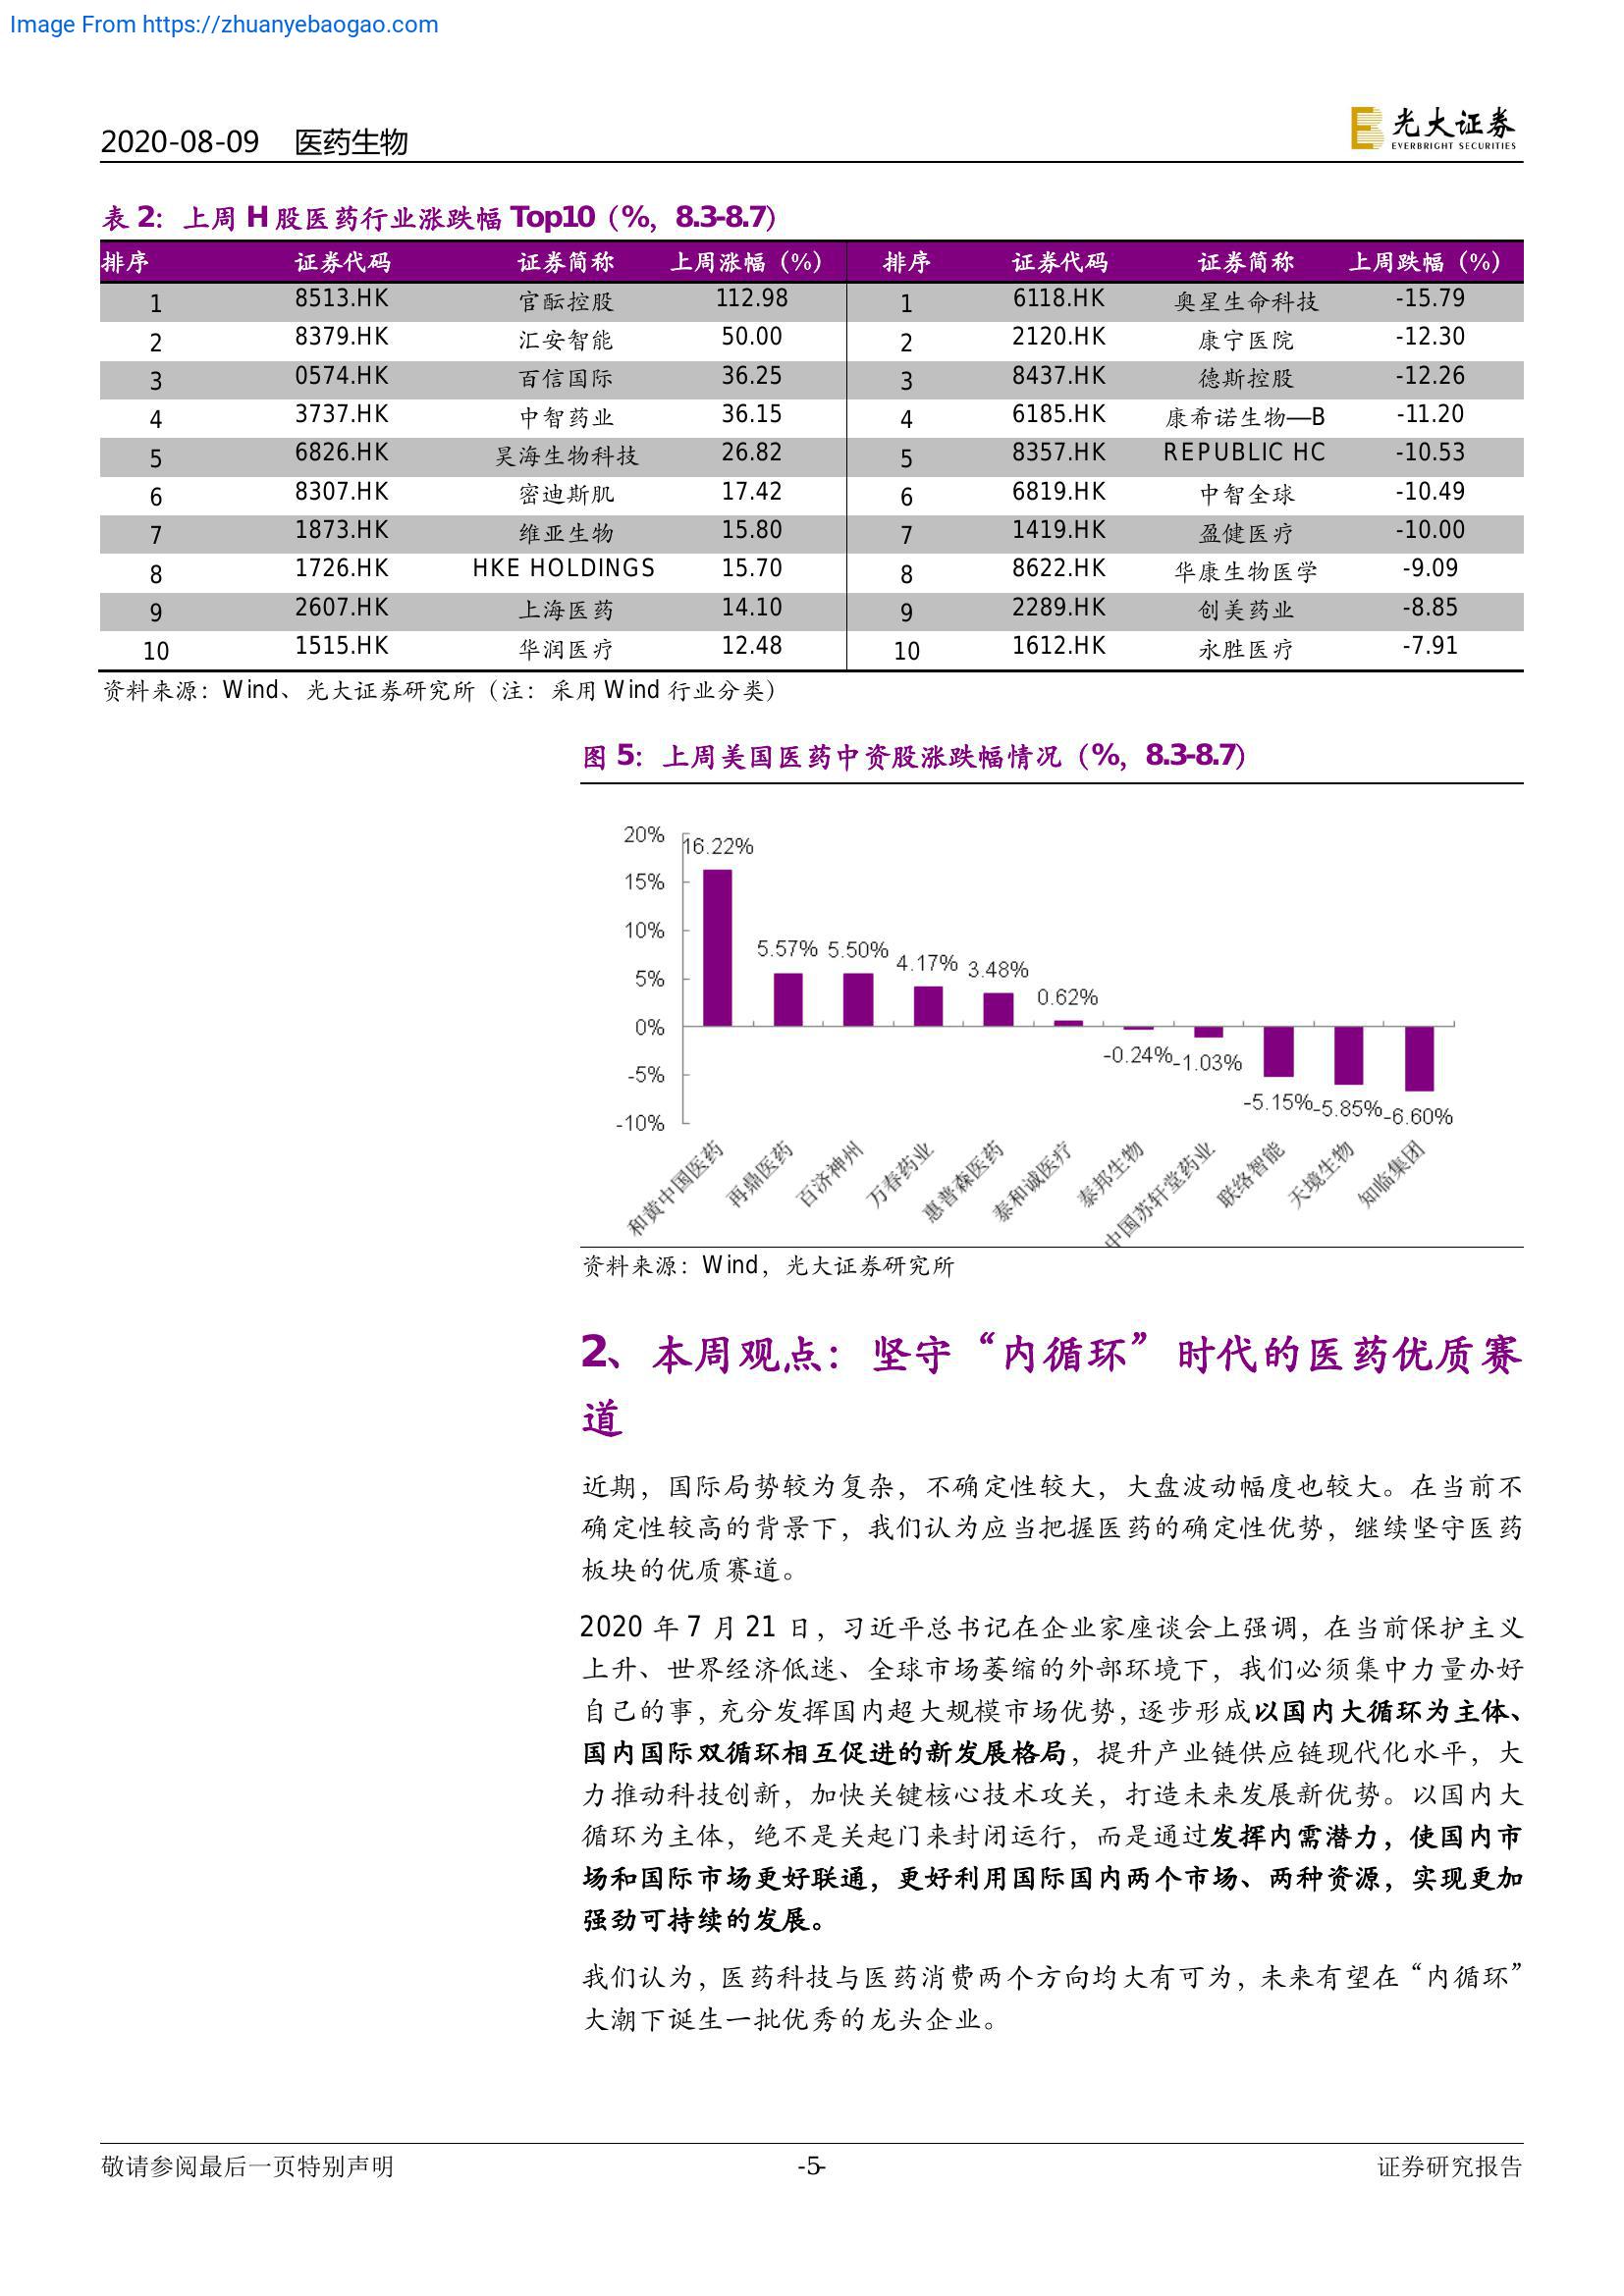 Image From https://zhuanyebaogao.com
2020-08-09 医药生物
光大证券
EVERBRIGHT SECURITIES
表 2：上周 H 股医药行业涨跌幅 Top10（%，8.3-8.7）
排序 证券代码 证券简称 上周涨幅（%） 排序 证券代码 证券简称 上周跌幅（%）
1 8513.HK 官酝控股 112.98 1 6118.HK 奥星生命科技 -15.79
2 8379.HK 汇安智能 50.00 2 2120.HK 康宁医院 -12.30
3 0574.HK 百信国际 36.25 3 8437.HK 德斯控股 -12.26
4 3737.HK 中智药业 36.15 4 6185.HK 康希诺生物—B -11.20
5 6826.HK 昊海生物科技 26.82 5 8357.HK REPUBLIC HC -10.53
6 8307.HK 密迪斯肌 17.42 6 6819.HK 中智全球 -10.49
7 1873.HK 维亚生物 15.80 7 1419.HK 盈健医疗 -10.00
8 1726.HK HKE HOLDINGS 15.70 8 8622.HK 华康生物医学 -9.09
9 2607.HK 上海医药 14.10 9 2289.HK 创美药业 -8.85
10 1515.HK 华润医疗 12.48 10 1612.HK 永胜医疗 -7.91
资料来源：Wind、光大证券研究所（注：采用 Wind 行业分类）
图 5：上周美国医药中资股涨跌幅情况（%，8.3-8.7）
20%
15%
10%
5%
0%
-5%
-10%
16.22%
5.57% 5.50% 4.17% 3.48% 0.62%
-0.24% -1.03% -5.15% -5.85% -6.60%
和黄中国医药 再鼎医药 百济神州 万春药业 惠普森医药 泰和诚医疗 泰邦生物 中国苏轩堂药业 联络智能 天境生物 知临集团
资料来源：Wind，光大证券研究所
2、本周观点：坚守“内循环”时代的医药优质赛
道
近期，国际局势较为复杂，不确定性较大，大盘波动幅度也较大。在当前不
确定性较高的背景下，我们认为应当把握医药的确定性优势，继续坚守医药
板块的优质赛道。
2020 年 7 月 21 日，习近平总书记在企业家座谈会上强调，在当前保护主义
上升、世界经济低迷、全球市场萎缩的外部环境下，我们必须集中力量办好
自己的事，充分发挥国内超大规模市场优势，逐步形成以国内大循环为主体、
国内国际双循环相互促进的新发展格局，提升产业链供应链现代化水平，大
力推动科技创新，加快关键核心技术攻关，打造未来发展新优势。以国内大
循环为主体，绝不是关起门来封闭运行，而是通过发挥内需潜力，使国内市
场和国际市场更好联通，更好利用国际国内两个市场、两种资源，实现更加
强劲可持续的发展。
我们认为，医药科技与医药消费两个方向均大有可为，未来有望在“内循环”
大潮下诞生一批优秀的龙头企业。
敬请参阅最后一页特别声明 -5- 证券研究报告